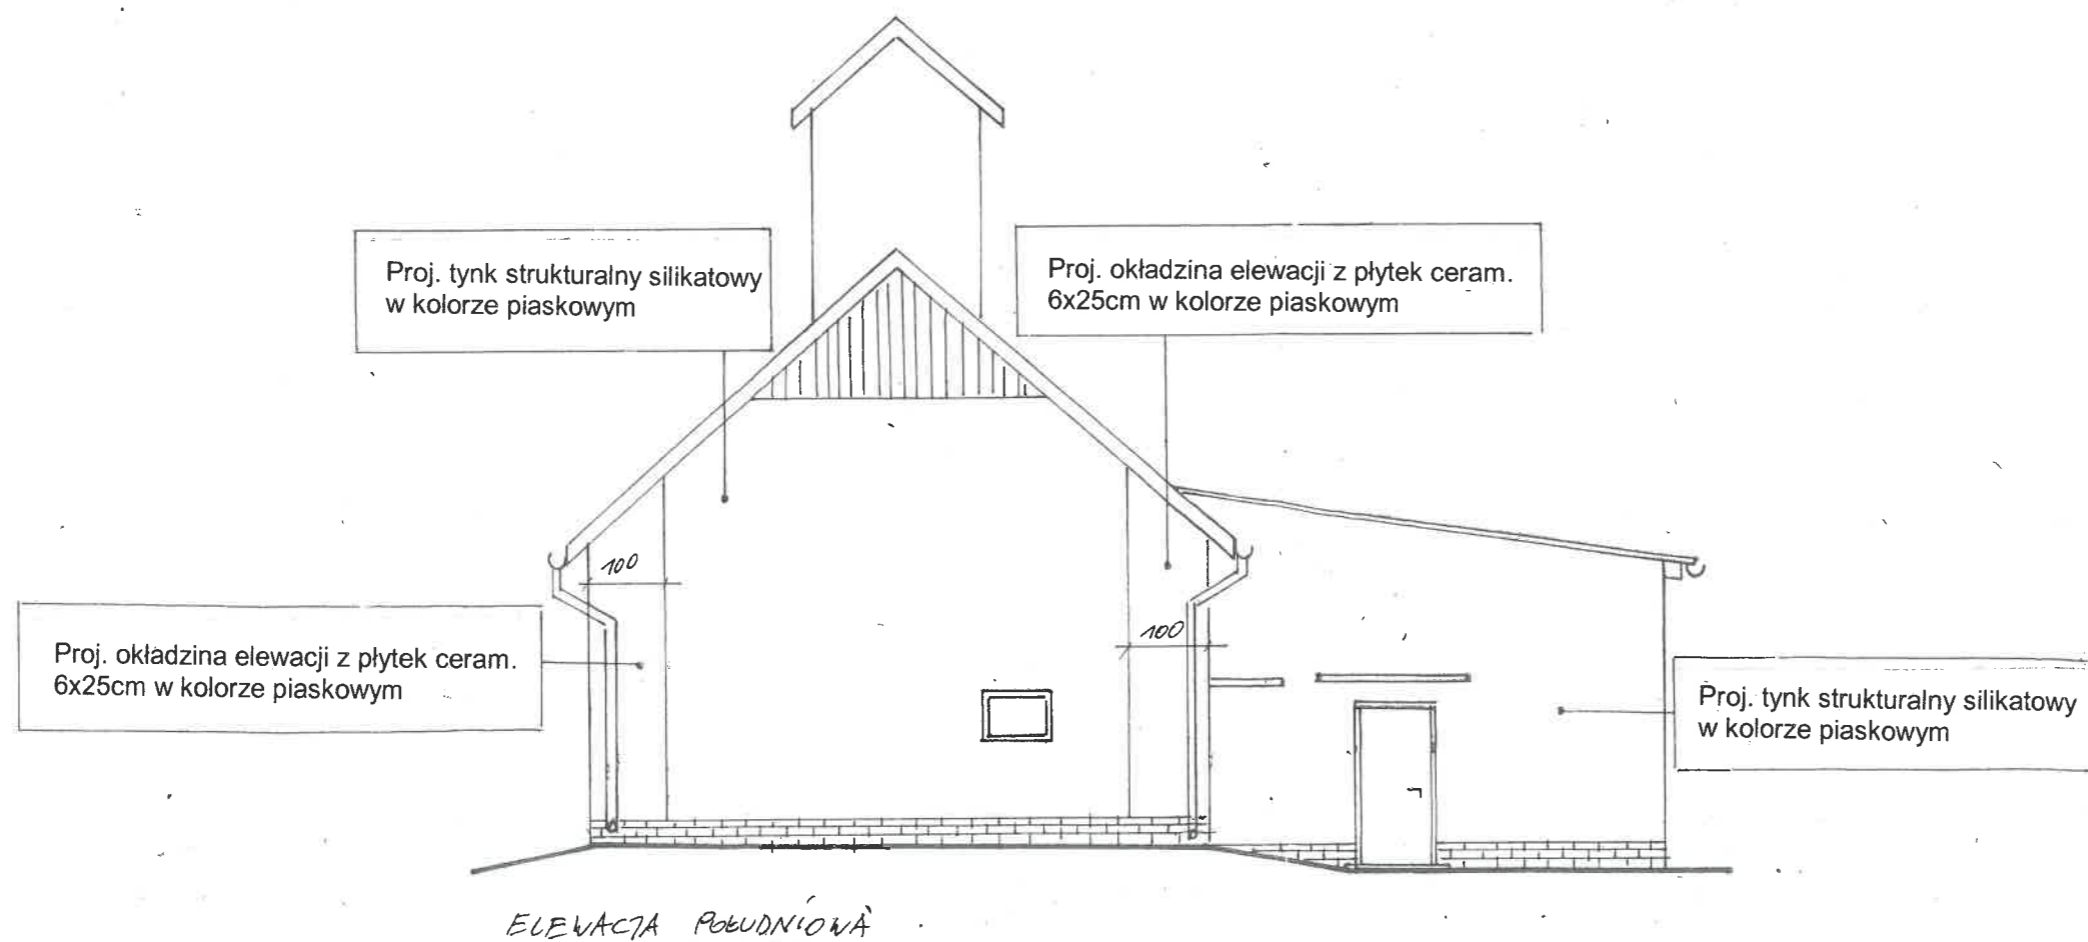 Proj. tynk strukturalny silikatowy
w kolorze piaskowym
Proj. okładzina elewacji z płytek ceram.
6x25cm w kolorze piaskowym
100
100
Proj. okładzina elewacji z płytek ceram.
6x25cm w kolorze piaskowym
Proj. tynk strukturalny silikatowy
w kolorze piaskowym
ELEWACJA POŁUDNIOWA